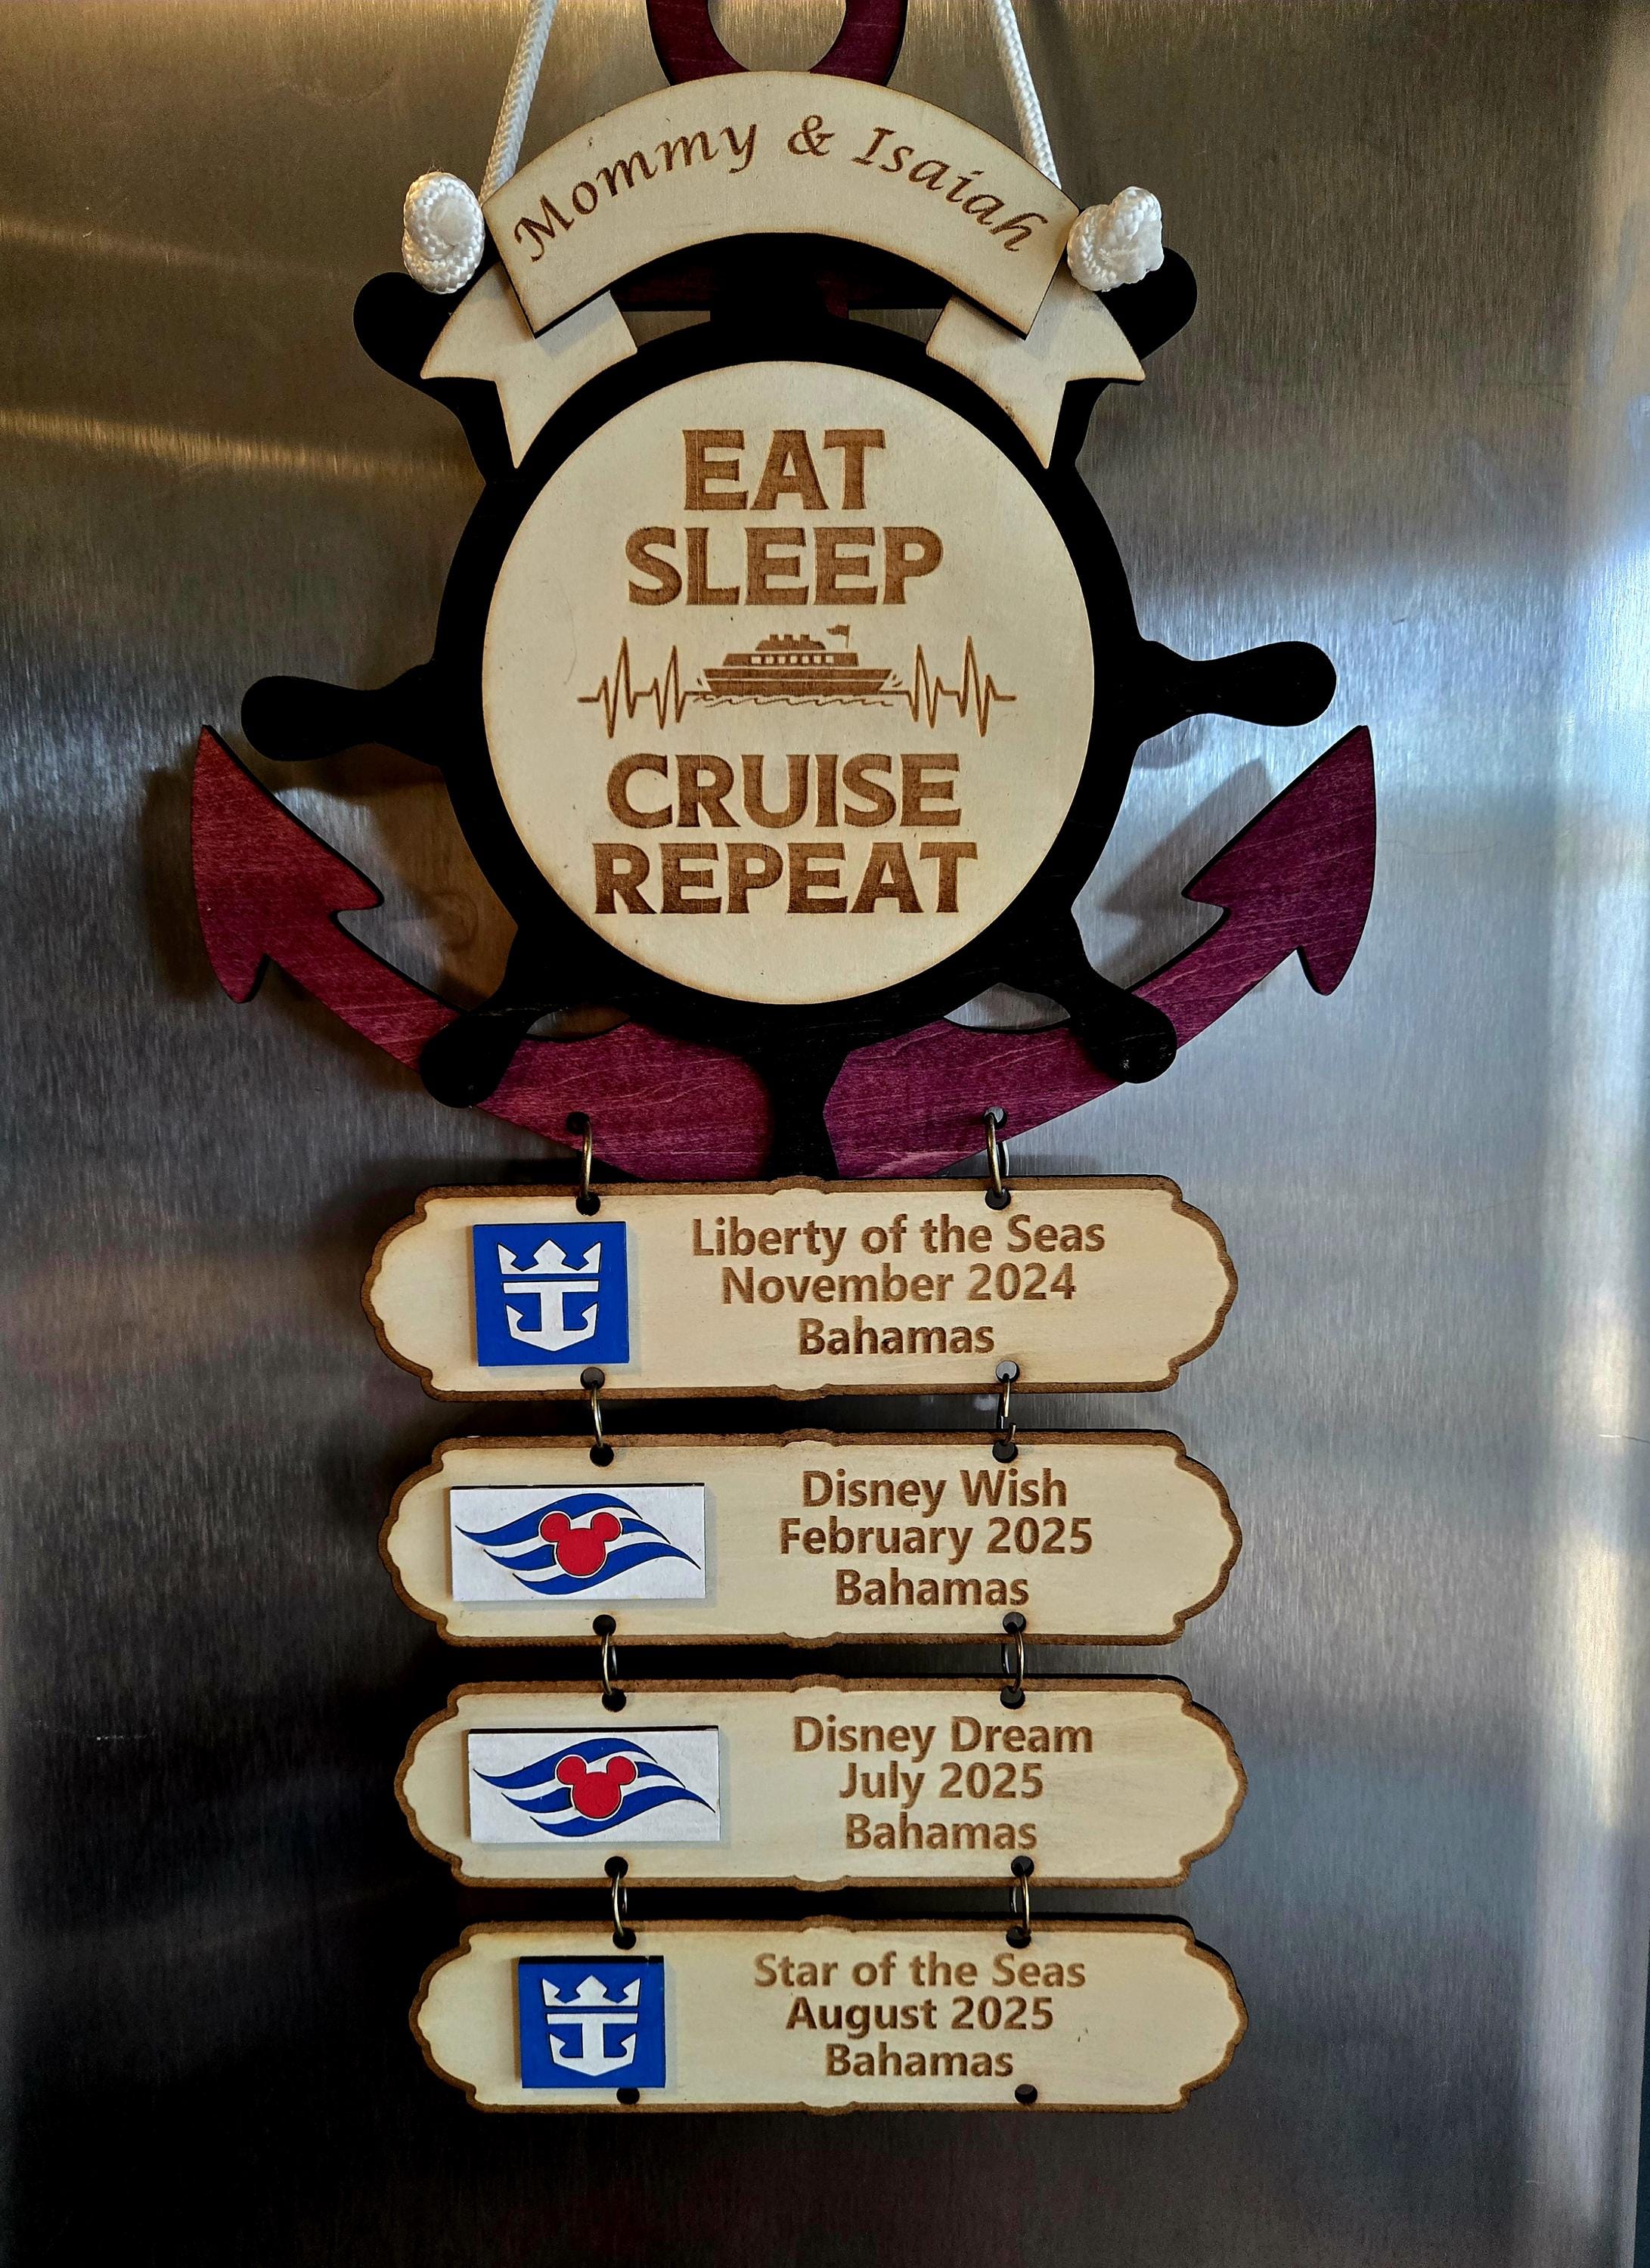 Mommy & Isaiah
EAT
SLEEP
CRUISE
REPEAT
Liberty of the Seas
November 2024
Bahamas
Disney Wish
February 2025
Bahamas
Disney Dream
July 2025
Bahamas
Star of the Seas
August 2025
Bahamas